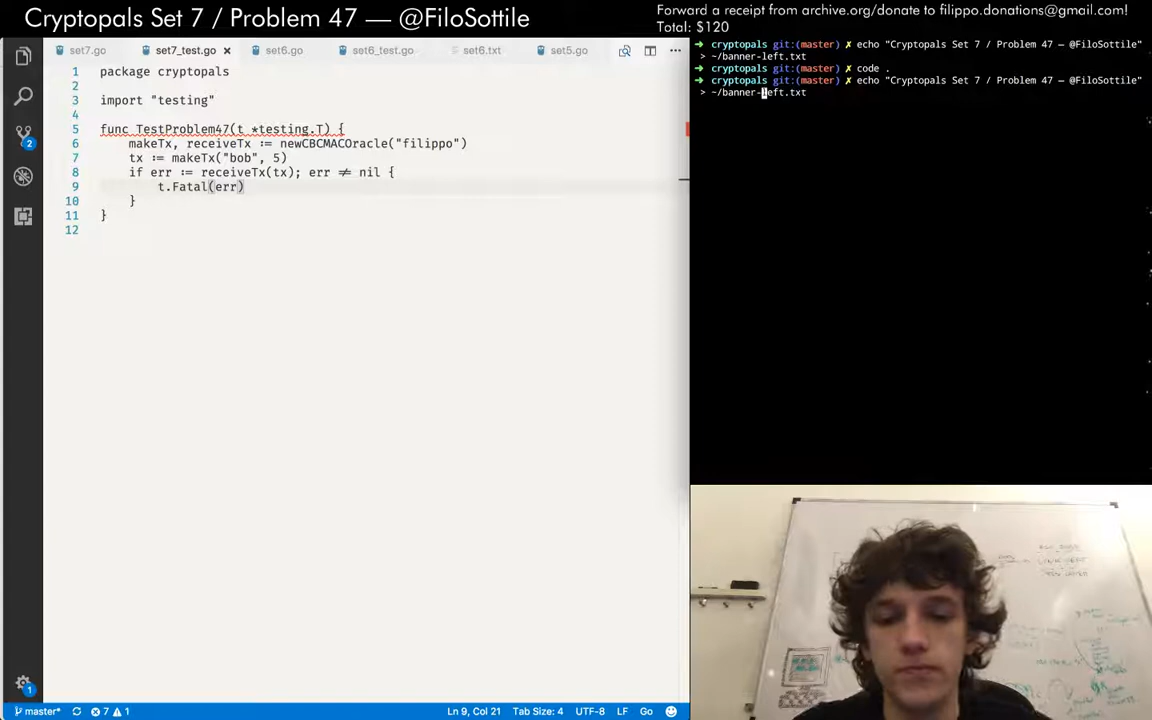 Cryptopals Set 7 / Problem 47 — @FiloSottile
Forward a receipt from archive.org/donate to filippo.donations@gmail.com!
Total: $120
set7.go
set7_test.go
set6.go
set6_test.go
set6.txt
set5.go
➜ cryptopals git:(master) ✗ echo "Cryptopals Set 7 / Problem 47 — @FiloSottile"
> ~/banner-left.txt
➜ cryptopals git:(master) ✗ code .
➜ cryptopals git:(master) ✗ echo "Cryptopals Set 7 / Problem 47 — @FiloSottile"
> ~/banner-left.txt
1 package cryptopals
2
3 import "testing"
4
5 func TestProblem47(t *testing.T) {
6 makeTx, receiveTx := newCBCMACOracle("filippo")
7 tx := makeTx("bob", 5)
8 if err := receiveTx(tx); err ≠ nil {
9 t.Fatal(err)
10 }
11 }
12
2
1
master* 7 1
Ln 9, Col 21 Tab Size: 4 UTF-8 LF Go